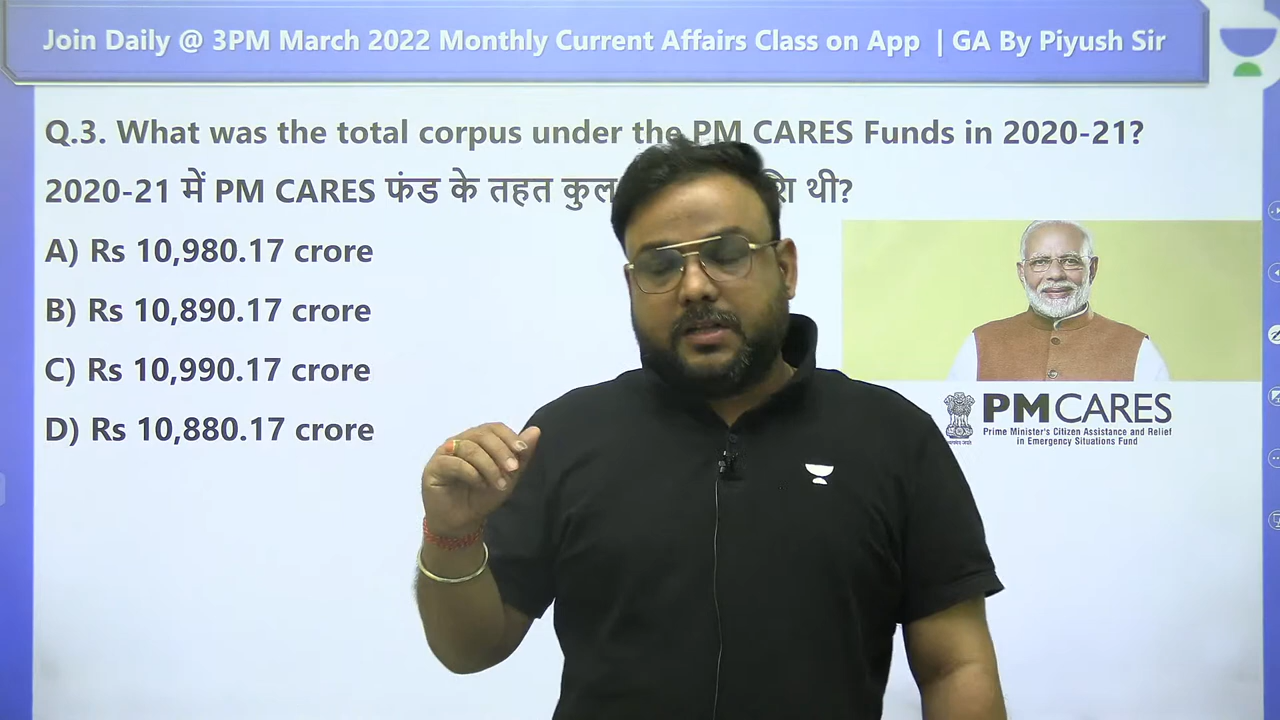 Join Daily @ 3PM March 2022 Monthly Current Affairs Class on App | GA By Piyush Sir
Q.3. What was the total corpus under the PM CARES Funds in 2020-21?
2020-21 में PM CARES फंड के तहत कुल थी?
A) Rs 10,980.17 crore
B) Rs 10,890.17 crore
C) Rs 10,990.17 crore
D) Rs 10,880.17 crore
PM CARES
Prime Minister's Citizen Assistance and Relief
in Emergency Situations Fund